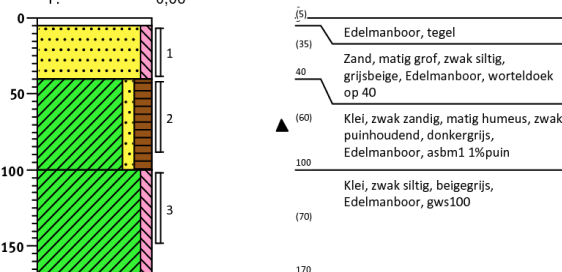 0,00
0
50
100
150
1
2
3
(5)
Edelmanboor, tegel
(35)
Zand, matig grof, zwak siltig,
grijsbeige, Edelmanboor, worteldoek
op 40
40
(60)
Klei, zwak zandig, matig humeus, zwak
puinhoudend, donkergrijs,
Edelmanboor, asbm1 1%puin
100
Klei, zwak siltig, beigegrijs,
Edelmanboor, gws100
(70)
170